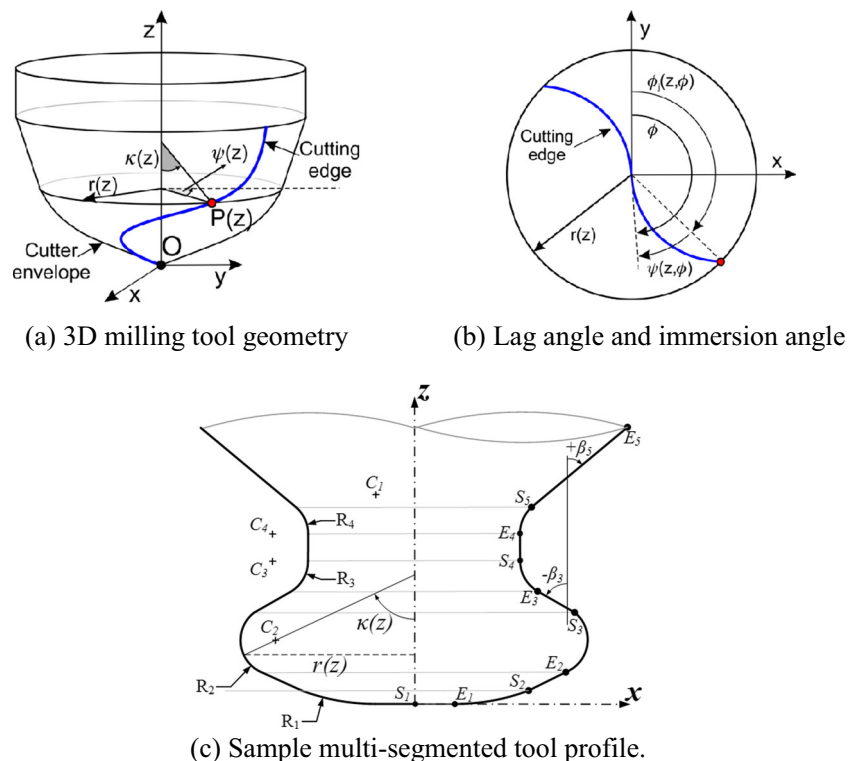 z
κ(z)
ψ(z)
Cutting
edge
r(z)
P(z)
Cutter
envelope
O
y
x
(a) 3D milling tool geometry
y
ϕⱼ(z,ϕ)
ϕ
Cutting
edge
x
r(z)
ψ(z,ϕ)
(b) Lag angle and immersion angle
z
E₅
+β₅
C₁
S₅
R₄
C₄
E₄
C₃
S₄
R₃
-β₃
E₃
S₃
κ(z)
C₂
r(z)
E₂
R₂
S₂
S₁
E₁
x
R₁
(c) Sample multi-segmented tool profile.